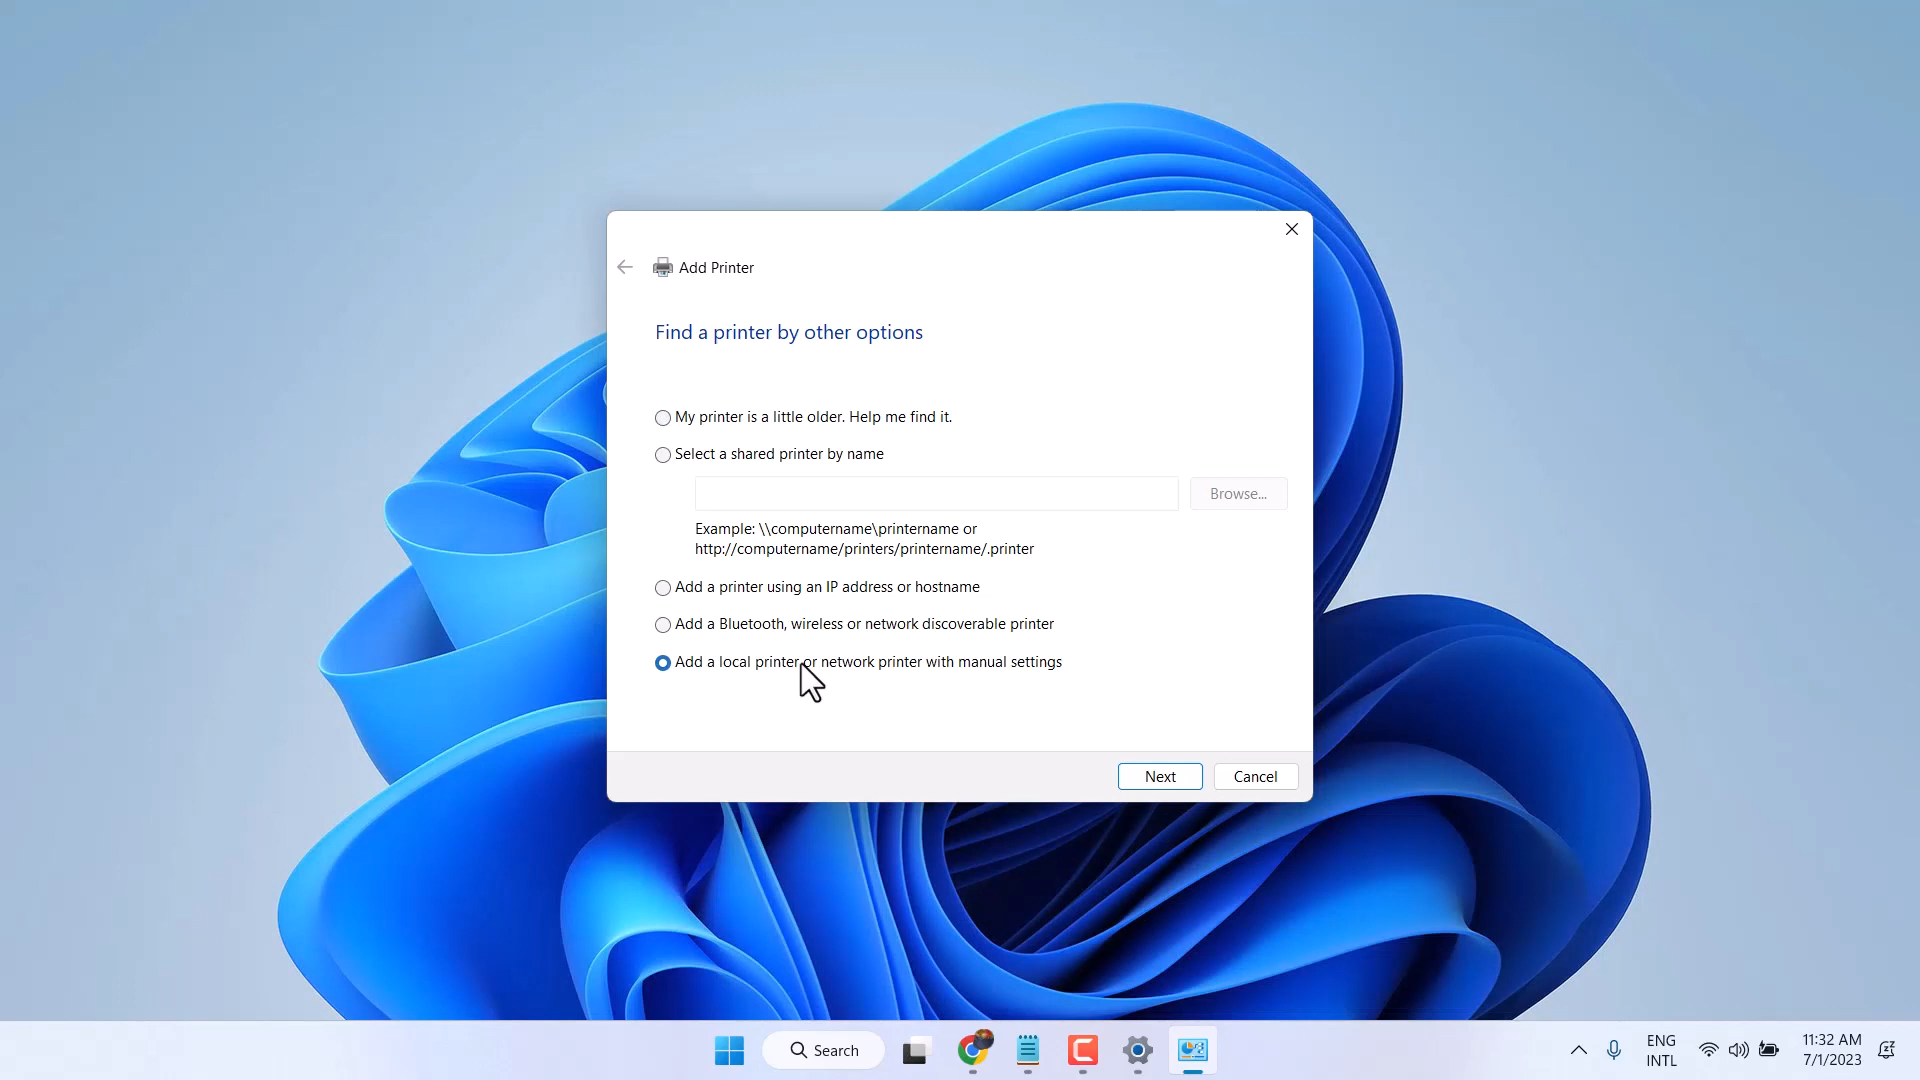 Add Printer
Find a printer by other options
My printer is a little older. Help me find it.
Select a shared printer by name
Browse...
Example: \\computername\printername or
http://computername/printers/printername/.printer
Add a printer using an IP address or hostname
Add a Bluetooth, wireless or network discoverable printer
Add a local printer or network printer with manual settings
Next
Cancel
Search
ENG
INTL
11:32 AM
7/1/2023